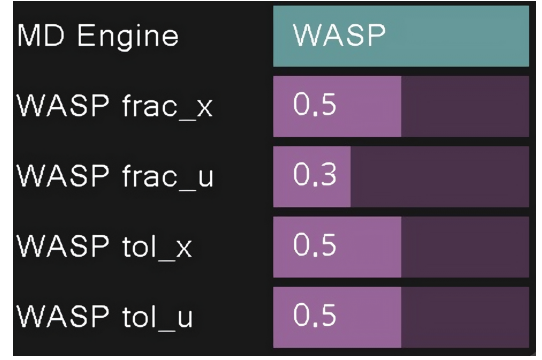 MD Engine WASP
WASP frac_x 0.5
WASP frac_u 0.3
WASP tol_x 0.5
WASP tol_u 0.5